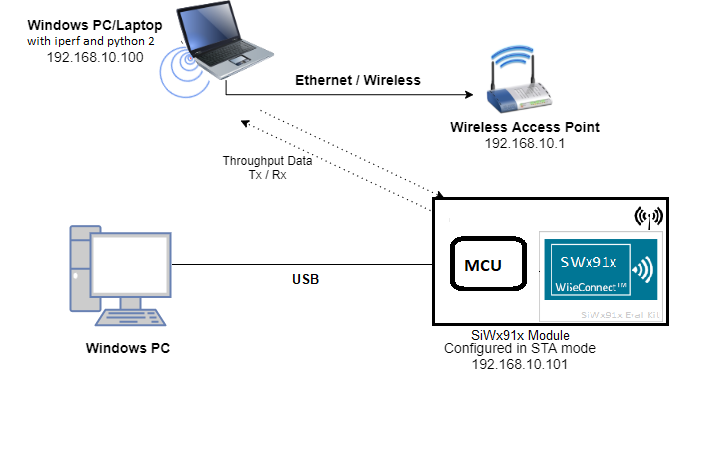 Windows PC/Laptop
with iperf and python 2
192.168.10.100
Ethernet / Wireless
Wireless Access Point
192.168.10.1
Throughput Data
Tx / Rx
MCU
SWx91x
WiseConnect™
SiWx91x Eval Kit
USB
Windows PC
SiWx91x Module
Configured in STA mode
192.168.10.101